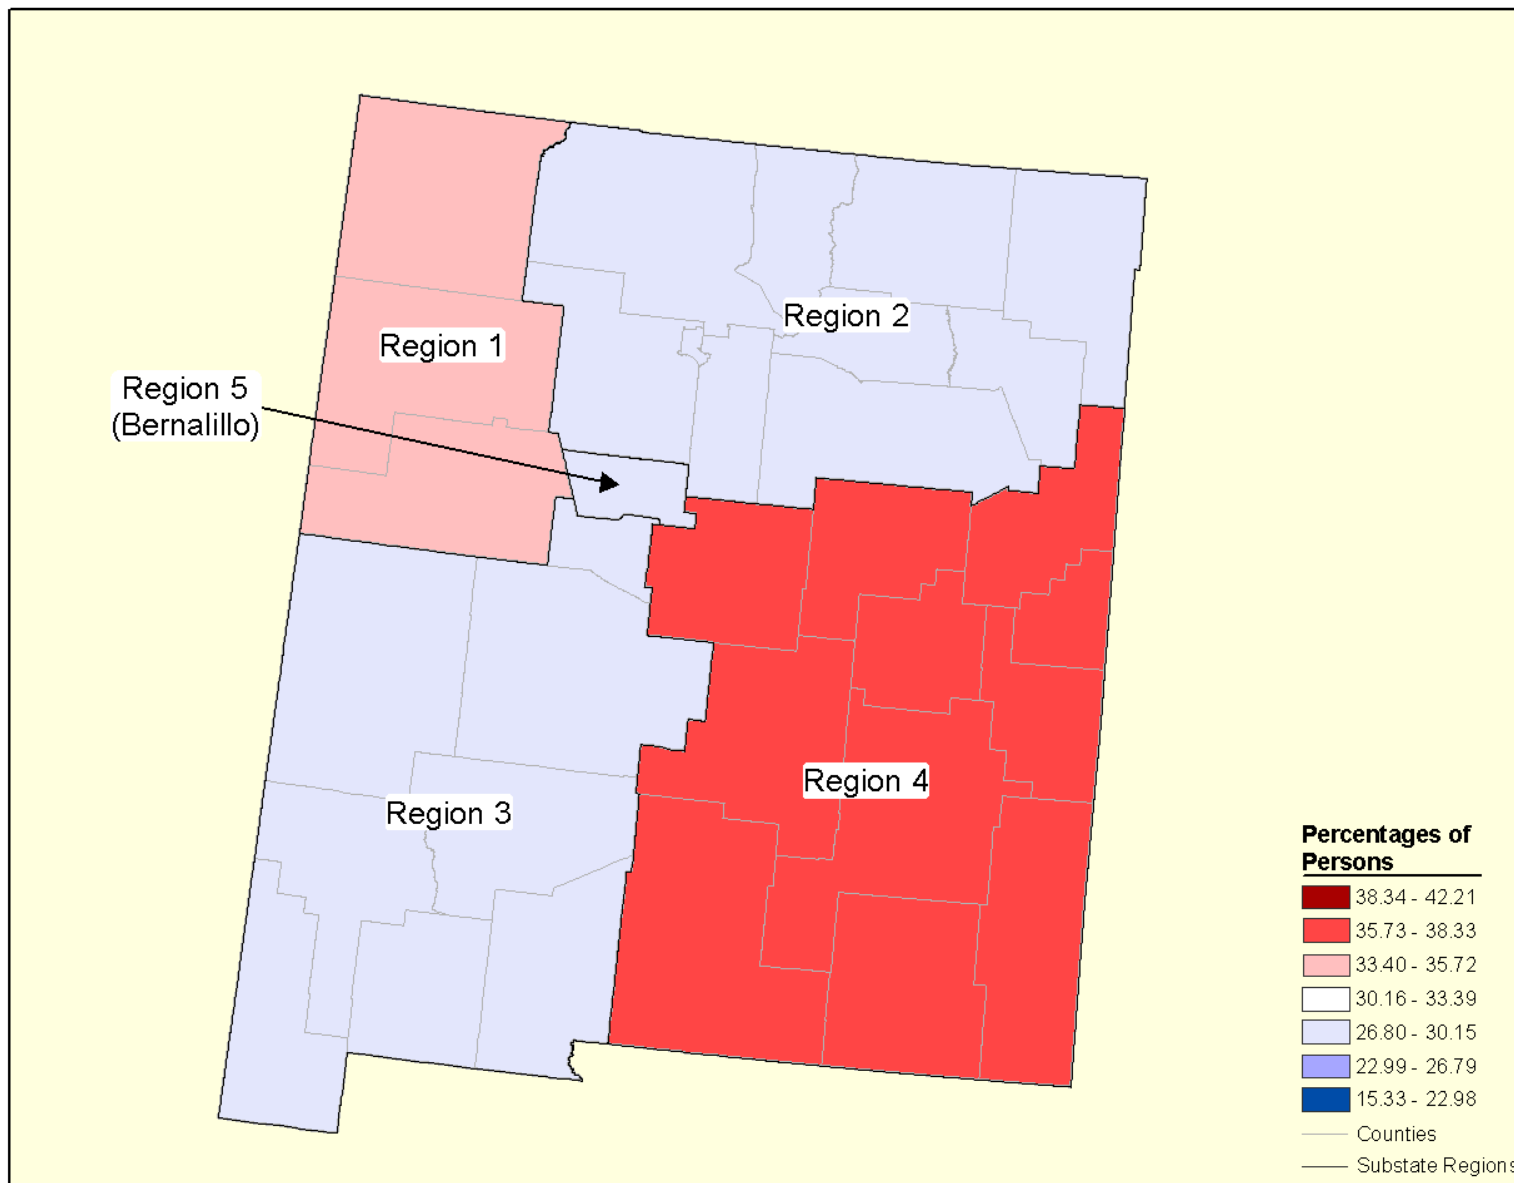 Region 2
Region 1
Region 5
(Bernalillo)
Region 4
Region 3
Percentages of
Persons
38.34 - 42.21
35.73 - 38.33
33.40 - 35.72
30.16 - 33.39
26.80 - 30.15
22.99 - 26.79
15.33 - 22.98
Counties
Substate Regions